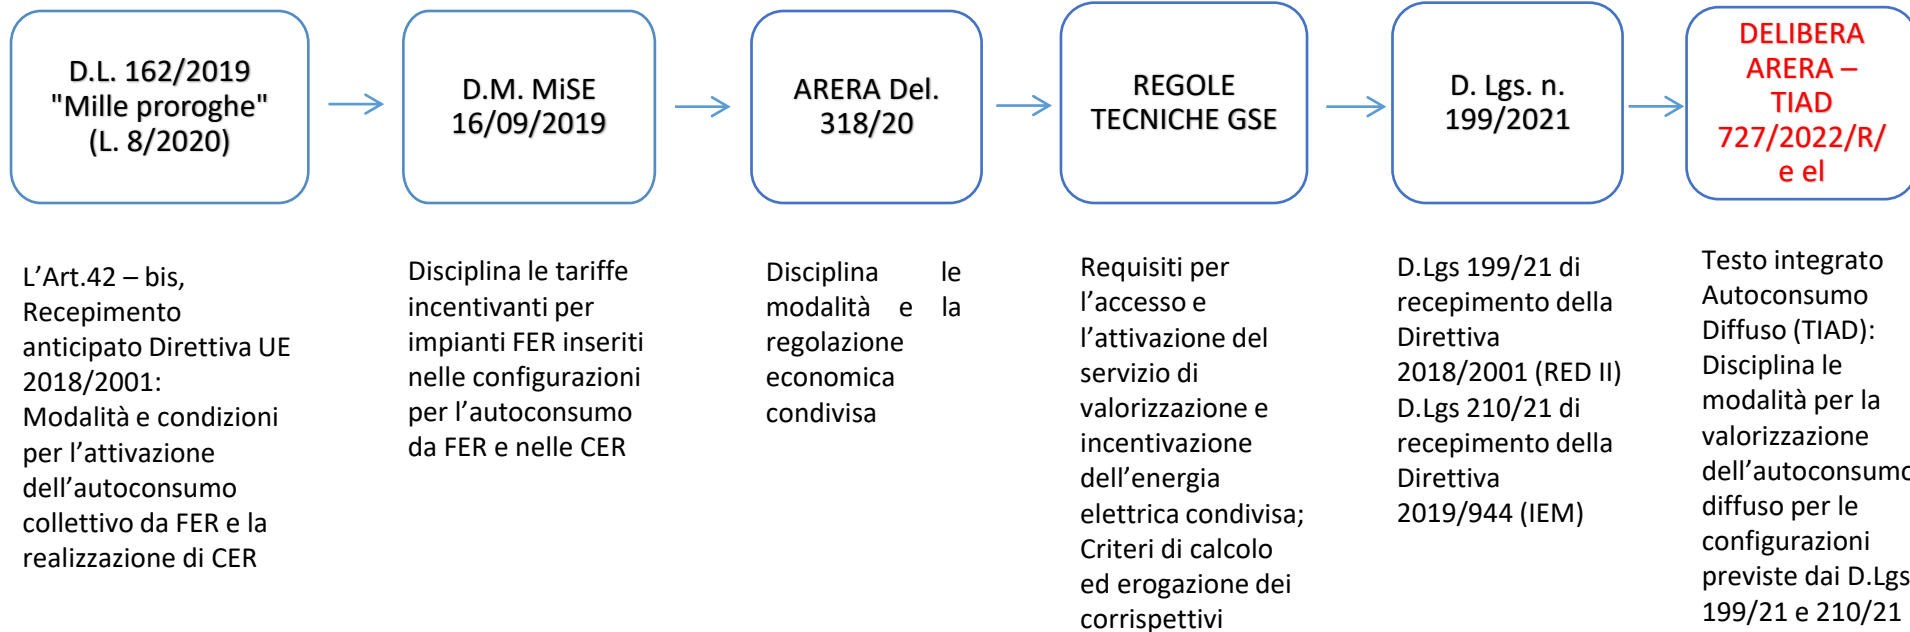 D.L. 162/2019
"Mille proroghe"
(L. 8/2020)
D.M. MiSE
16/09/2019
ARERA Del.
318/20
REGOLE
TECNICHE GSE
D. Lgs. n.
199/2021
DELIBERA
ARERA –
TIAD
727/2022/R/
e el
L'Art.42 – bis,
Recepimento
anticipato Direttiva UE
2018/2001:
Modalità e condizioni
per l'attivazione
dell'autoconsumo
collettivo da FER e la
realizzazione di CER
Disciplina le tariffe
incentivanti per
impianti FER inseriti
nelle configurazioni
per l'autoconsumo
da FER e nelle CER
Disciplina le
modalità e la
regolazione
economica
condivisa
Requisiti per
l'accesso e
l'attivazione del
servizio di
valorizzazione e
incentivazione
dell'energia
elettrica condivisa;
Criteri di calcolo
ed erogazione dei
corrispettivi
D.Lgs 199/21 di
recepimento della
Direttiva
2018/2001 (RED II)
D.Lgs 210/21 di
recepimento della
Direttiva
2019/944 (IEM)
Testo integrato
Autoconsumo
Diffuso (TIAD):
Disciplina le
modalità per la
valorizzazione
dell'autoconsumo
diffuso per le
configurazioni
previste dai D.Lgs
199/21 e 210/21